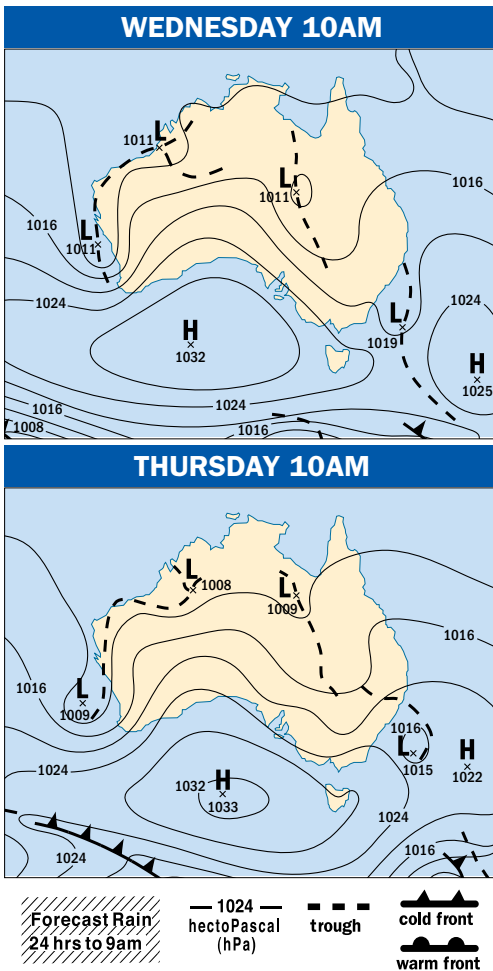 WEDNESDAY 10AM
L
1011
L
1011
1016
1016
L
1011
1024
1024
H
1032
L
1019
H
1025
1024
1016
1016
1008
THURSDAY 10AM
L
1008
L
1009
1016
1016
L
1009
1016
L
1015
H
1022
1024
1032
H
1033
1024
1024
1016
Forecast Rain
24 hrs to 9am
1024
hectoPascal
(hPa)
trough
cold front
warm front